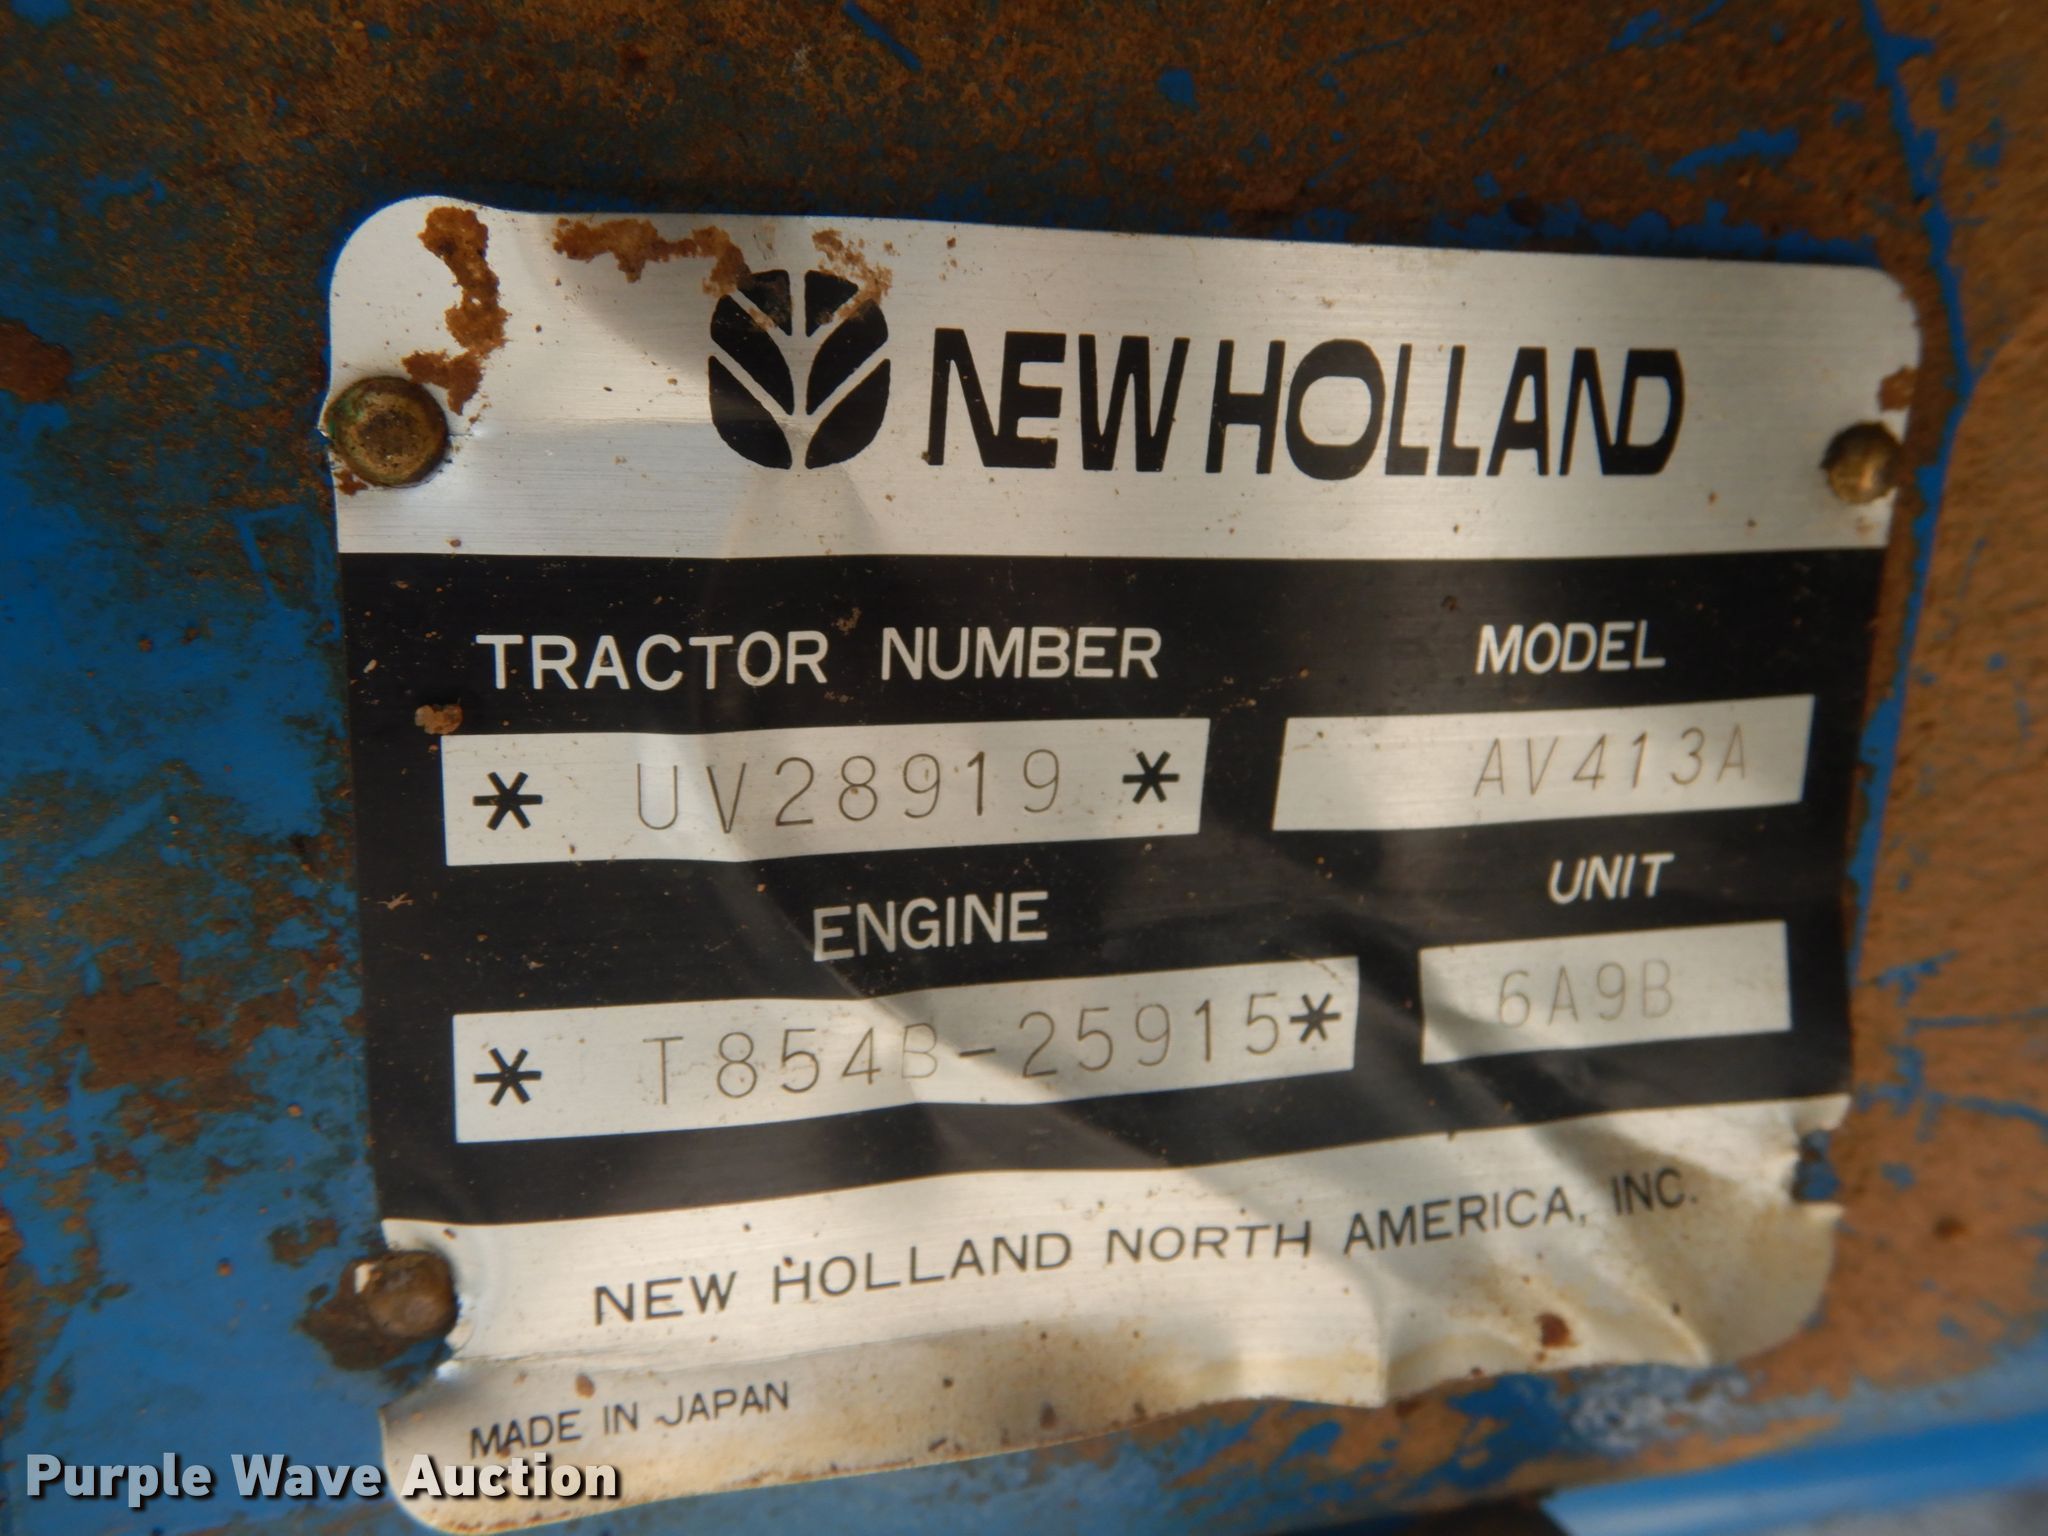 NEW HOLLAND
TRACTOR NUMBER MODEL
* UV28919 * AV413A
ENGINE UNIT
* T854B-25915* 6A9B
NEW HOLLAND NORTH AMERICA, INC.
MADE IN JAPAN
Purple Wave Auction